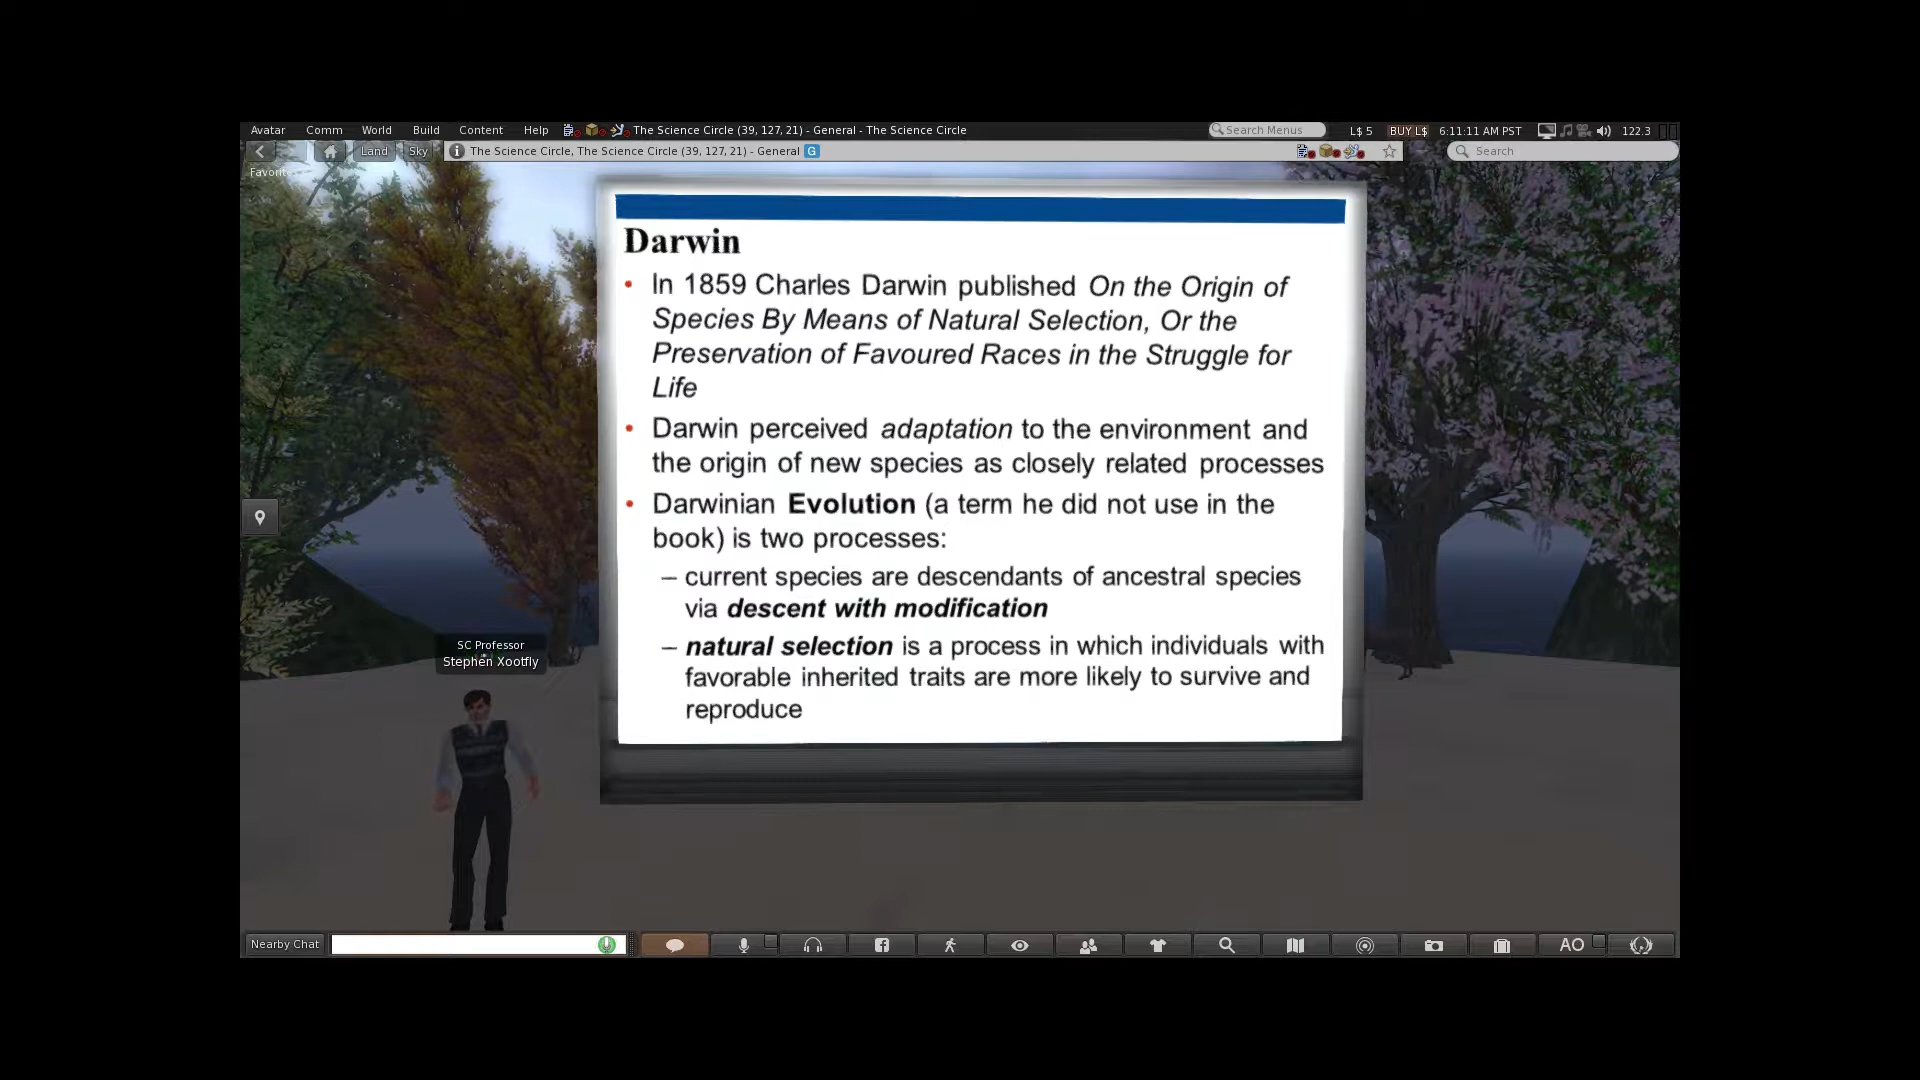 Avatar Comm World Build Content Help The Science Circle (39, 127, 21) - General - The Science Circle Search Menus L$ 5 BUY L$ 6:11:11 AM PST 122.3
Land Sky The Science Circle, The Science Circle (39, 127, 21) - General G Search
Favorite
Darwin
• In 1859 Charles Darwin published On the Origin of
Species By Means of Natural Selection, Or the
Preservation of Favoured Races in the Struggle for
Life
• Darwin perceived adaptation to the environment and
the origin of new species as closely related processes
• Darwinian Evolution (a term he did not use in the
book) is two processes:
– current species are descendants of ancestral species
via descent with modification
– natural selection is a process in which individuals with
favorable inherited traits are more likely to survive and
reproduce
SC Professor
Stephen Xootfly
Nearby Chat AO